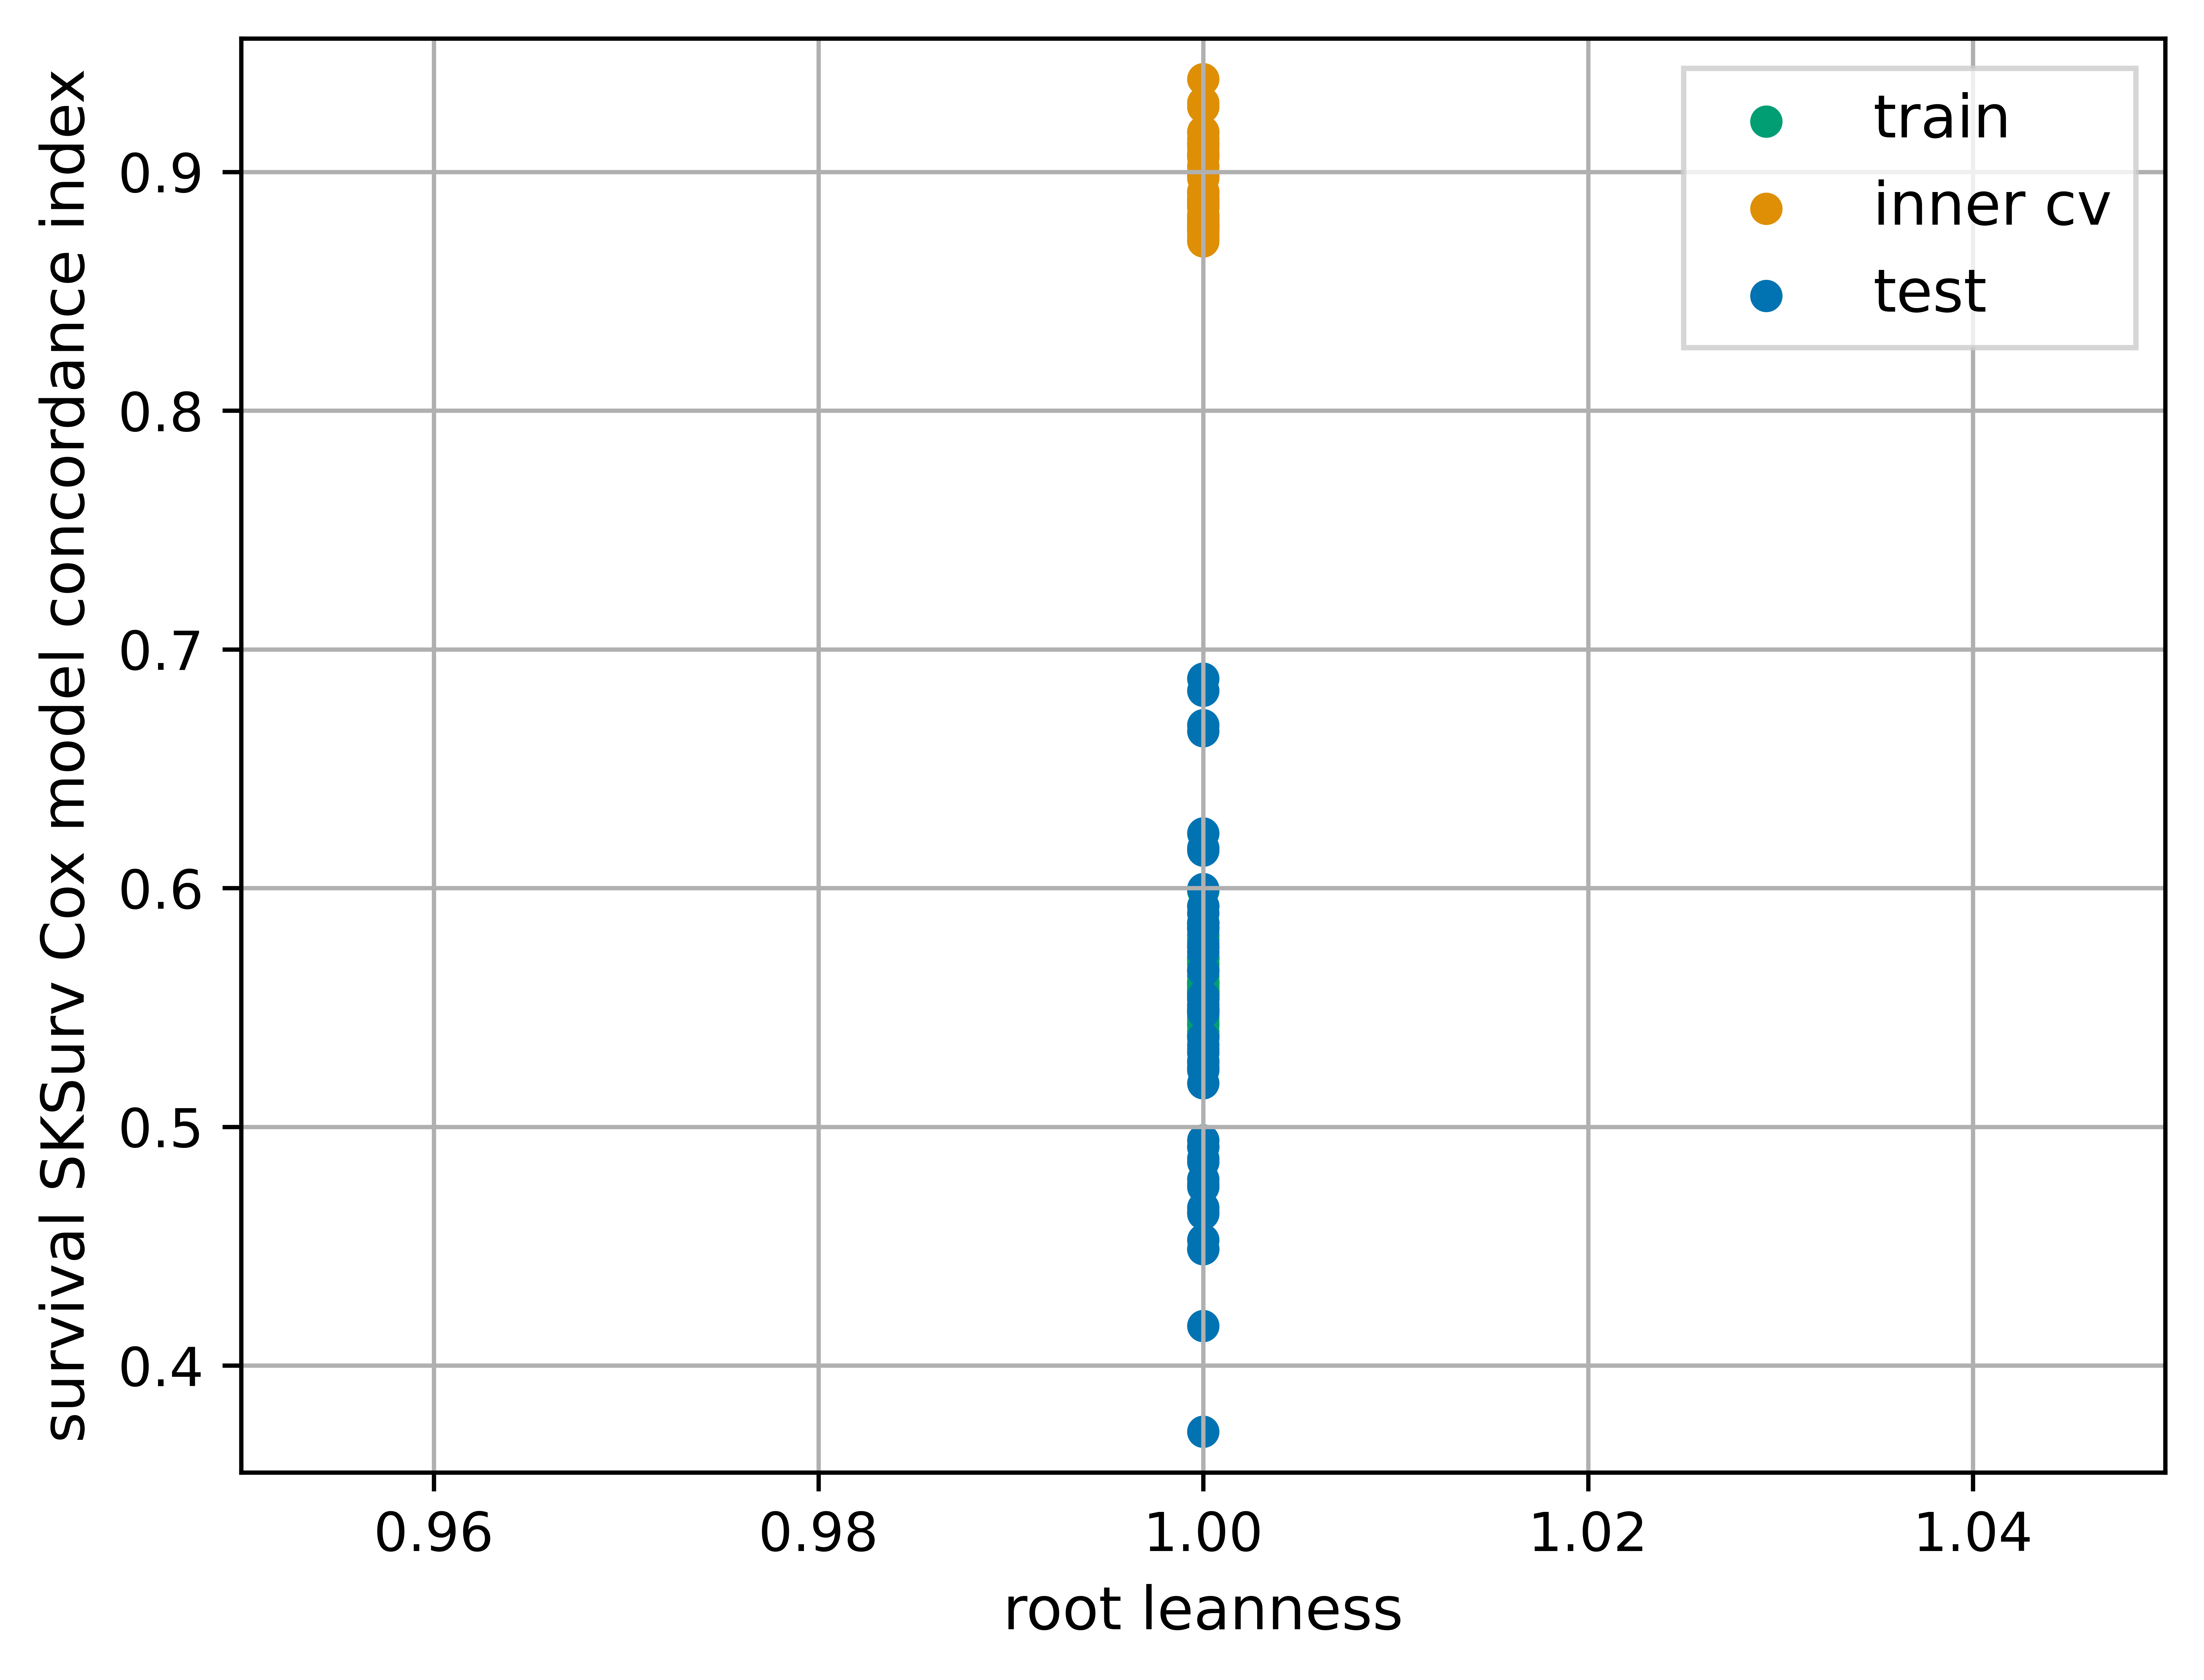 survival SKSurv Cox model concordance index
0.9
0.8
0.7
0.6
0.5
0.4
train
inner cv
test
0.96 0.98 1.00 1.02 1.04
root leanness